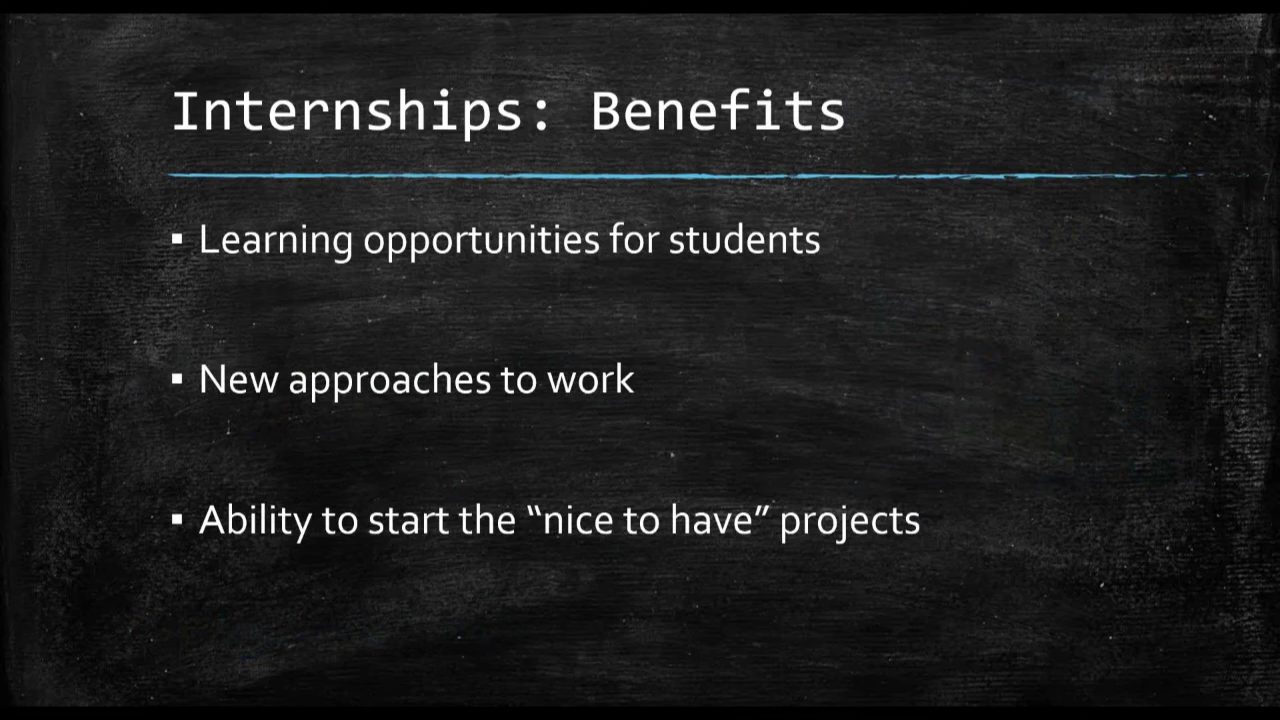 Internships: Benefits
▪ Learning opportunities for students
▪ New approaches to work
▪ Ability to start the “nice to have” projects